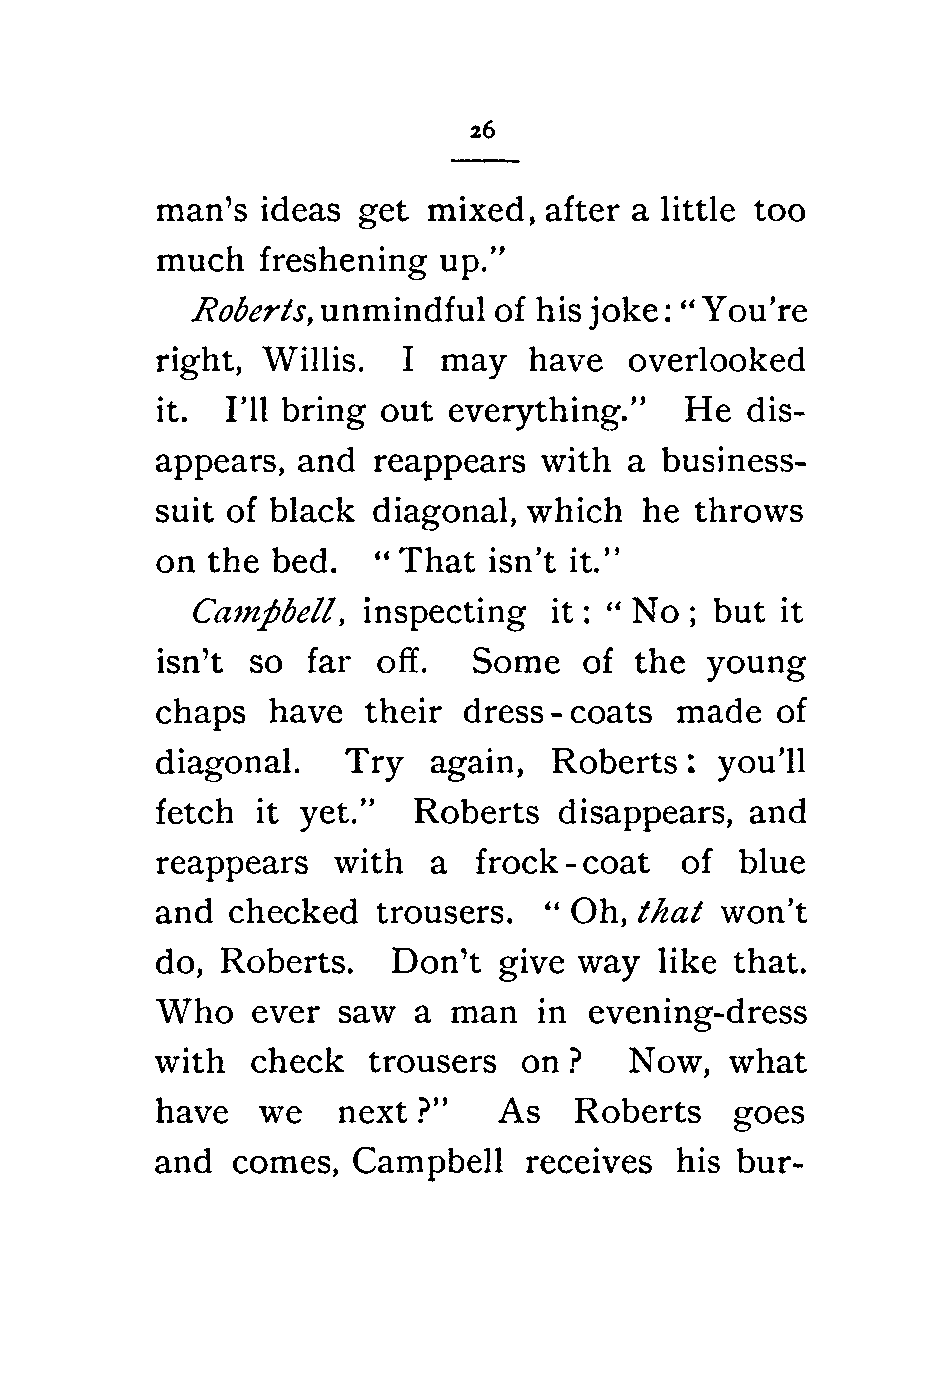 26
man's ideas get mixed, after a little too
much freshening up."
Roberts, unmindful of his joke: "You're
right, Willis. I may have overlooked
it. I'll bring out everything." He dis-
appears, and reappears with a business-
suit of black diagonal, which he throws
on the bed. "That isn't it."
Campbell, inspecting it: "No; but it
isn't so far off. Some of the young
chaps have their dress-coats made of
diagonal. Try again, Roberts: you'll
fetch it yet." Roberts disappears, and
reappears with a frock-coat of blue
and checked trousers. "Oh, that won't
do, Roberts. Don't give way like that.
Who ever saw a man in evening-dress
with check trousers on? Now, what
have we next?" As Roberts goes
and comes, Campbell receives his bur-